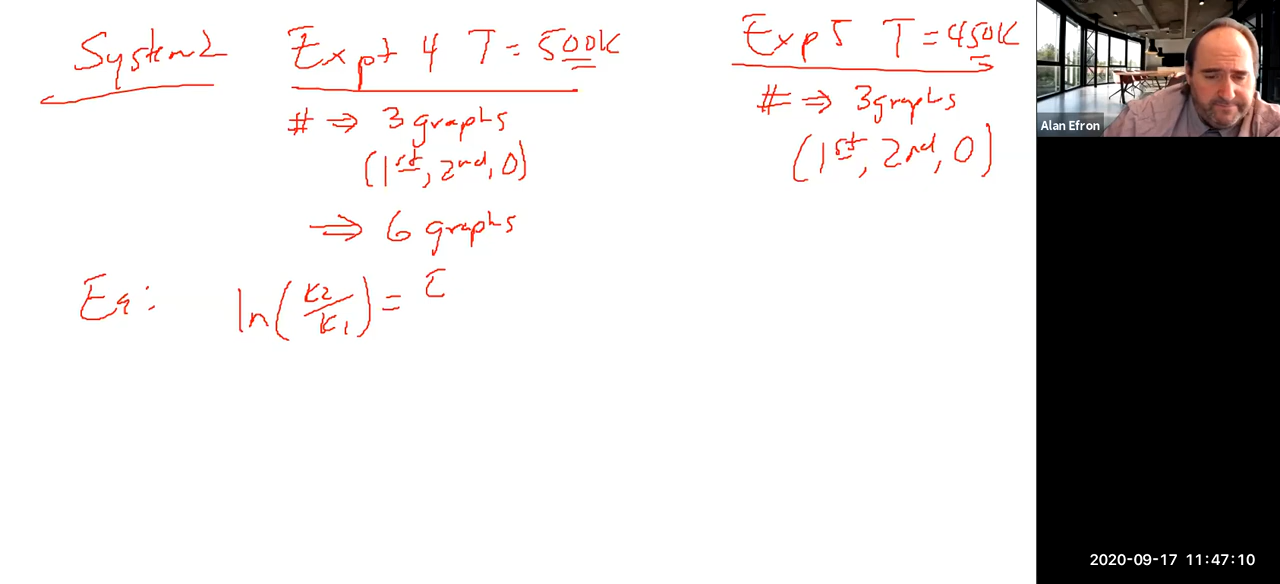 System 2
Expt 4 T = 500K
# ⇒ 3 graphs
(1st, 2nd, 0)
⇒ 6 graphs
Exp 5 T = 450K
# ⇒ 3 graphs
(1st, 2nd, 0)
Ea: ln(K2/K1) = E
Alan Efron
2020-09-17 11:47:10